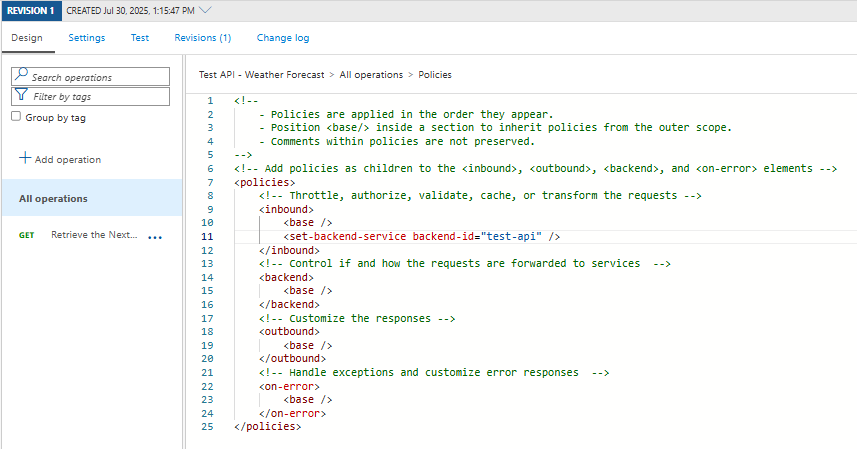 REVISION 1 CREATED Jul 30, 2025, 1:15:47 PM
Design Settings Test Revisions (1) Change log
Search operations
Filter by tags
Group by tag
Add operation
All operations
GET Retrieve the Next... ...
Test API - Weather Forecast > All operations > Policies
1 <!--
2 - Policies are applied in the order they appear.
3 - Position <base/> inside a section to inherit policies from the outer scope.
4 - Comments within policies are not preserved.
5 -->
6 <!-- Add policies as children to the <inbound>, <outbound>, <backend>, and <on-error> elements -->
7 <policies>
8 <!-- Throttle, authorize, validate, cache, or transform the requests -->
9 <inbound>
10 <base />
11 <set-backend-service backend-id="test-api" />
12 </inbound>
13 <!-- Control if and how the requests are forwarded to services  -->
14 <backend>
15 <base />
16 </backend>
17 <!-- Customize the responses -->
18 <outbound>
19 <base />
20 </outbound>
21 <!-- Handle exceptions and customize error responses  -->
22 <on-error>
23 <base />
24 </on-error>
25 </policies>